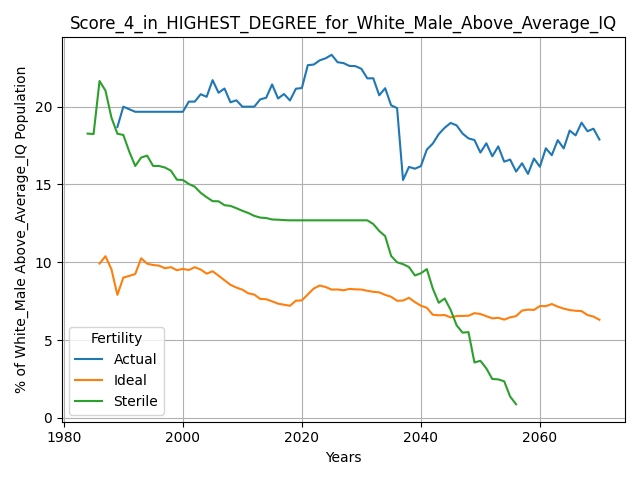 Score_4_in_HIGHEST_DEGREE_for_White_Male_Above_Average_IQ
% of White_Male Above_Average_IQ Population
20
15
10
5
0
Fertility
Actual
Ideal
Sterile
1980
2000
2020
2040
2060
Years